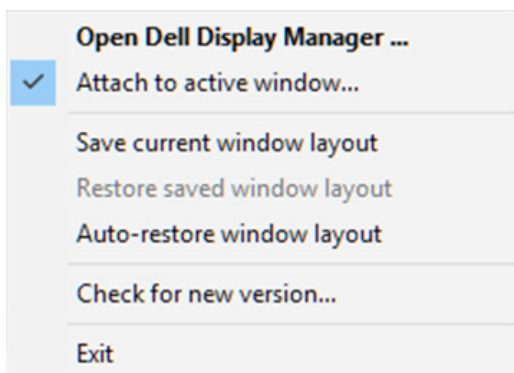 Open Dell Display Manager ...
Attach to active window...
Save current window layout
Restore saved window layout
Auto-restore window layout
Check for new version...
Exit